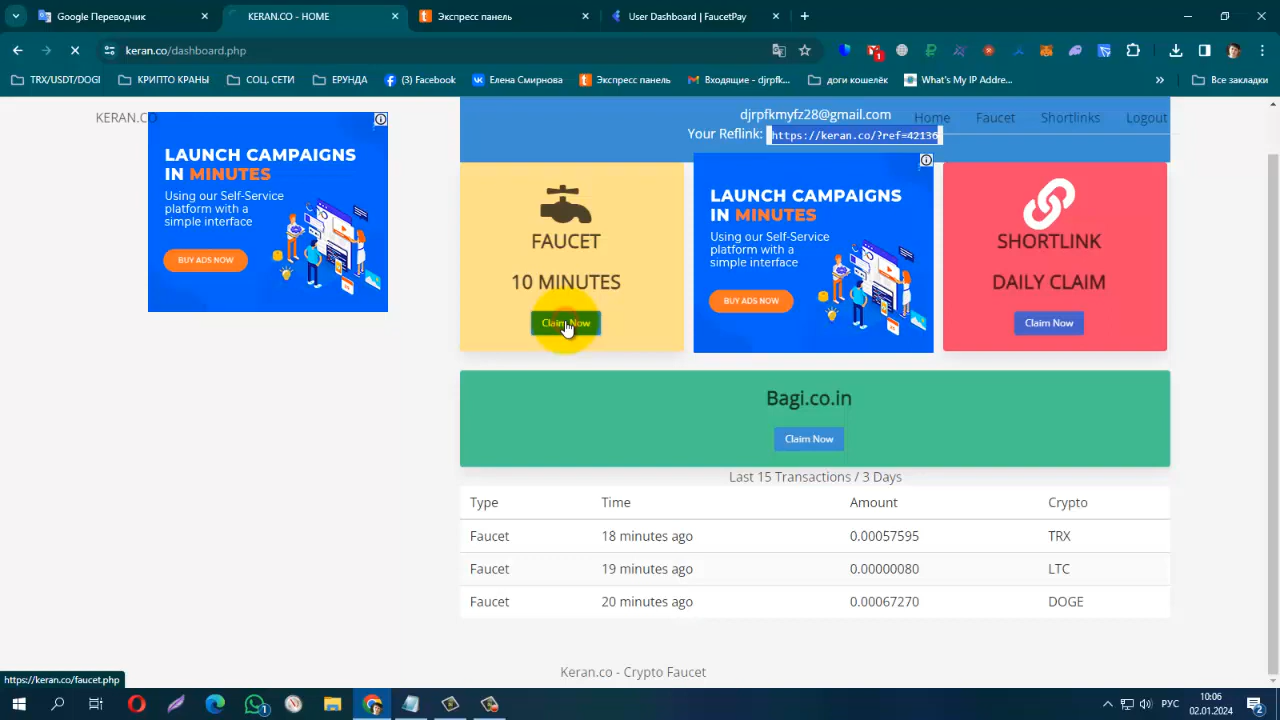 Google Переводчик
KERAN.CO - HOME
Экспресс панель
User Dashboard | FaucetPay
keran.co/dashboard.php
TRX/USDT/DOGI
КРИПТО КРАНЫ
СОЦ. СЕТИ
ЕРУНДА
(3) Facebook
Елена Смирнова
Экспресс панель
Входящие - djrpfk...
доги кошелёк
What's My IP Addre...
Все закладки
KERAN.CO
djrpfkmyfz28@gmail.com
Home
Faucet
Shortlinks
Logout
Your Reflink: https://keran.co/?ref=42136
LAUNCH CAMPAIGNS
IN MINUTES
Using our Self-Service
platform with a
simple interface
BUY ADS NOW
FAUCET
10 MINUTES
Claim Now
LAUNCH CAMPAIGNS
IN MINUTES
Using our Self-Service
platform with a
simple interface
BUY ADS NOW
SHORTLINK
DAILY CLAIM
Claim Now
Bagi.co.in
Claim Now
Last 15 Transactions / 3 Days
Type Time Amount Crypto
Faucet 18 minutes ago 0.00057595 TRX
Faucet 19 minutes ago 0.00000080 LTC
Faucet 20 minutes ago 0.00067270 DOGE
Keran.co - Crypto Faucet
https://keran.co/faucet.php
РУС
10:06
02.01.2024